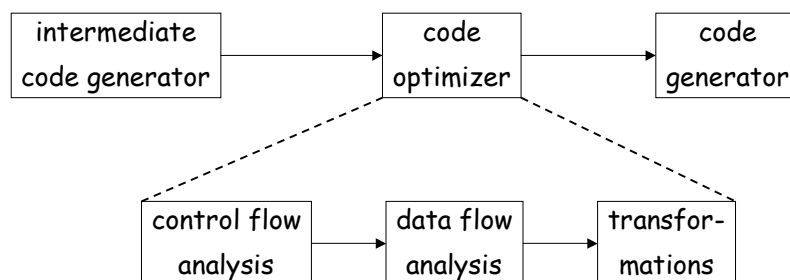 intermediate
code generator
code
optimizer
code
generator
control flow
analysis
data flow
analysis
transfor-
mations